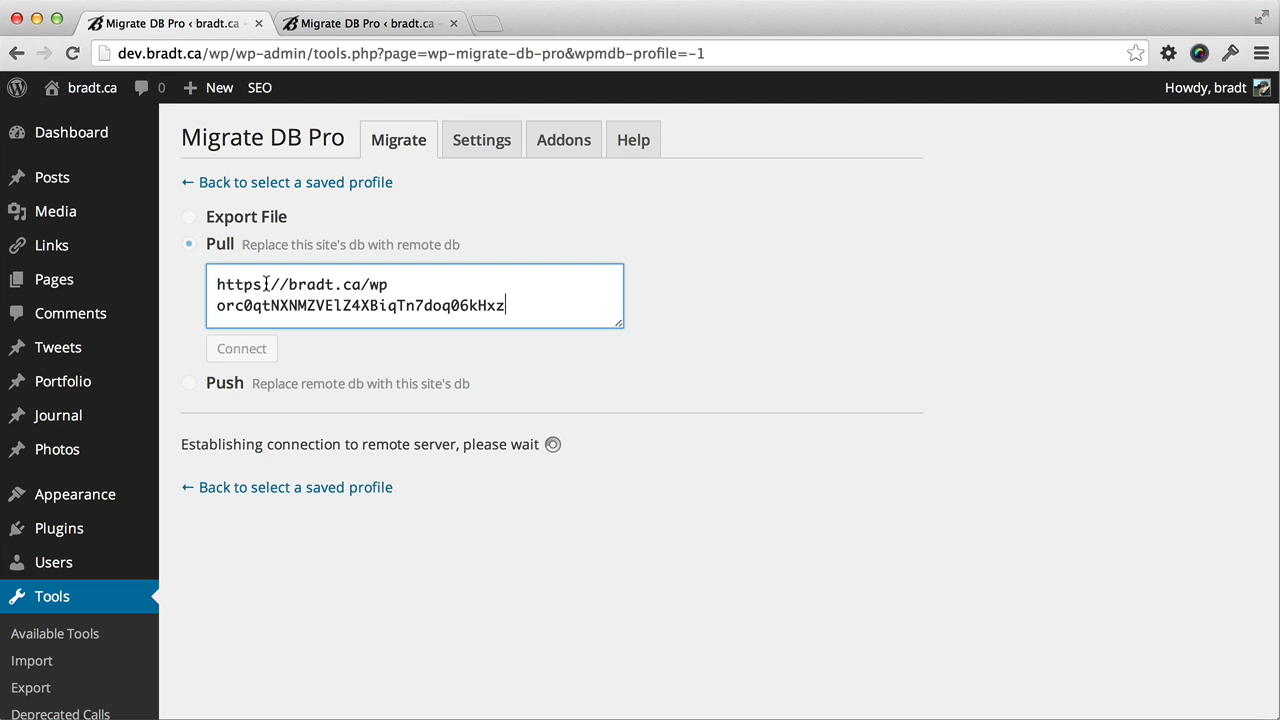 Migrate DB Pro ‹ bradt.ca -
Migrate DB Pro ‹ bradt.ca -
dev.bradt.ca/wp/wp-admin/tools.php?page=wp-migrate-db-pro&wpmdb-profile=-1
bradt.ca 0 + New SEO
Howdy, bradt
Dashboard
Posts
Media
Links
Pages
Comments
Tweets
Portfolio
Journal
Photos
Appearance
Plugins
Users
Tools
Available Tools
Import
Export
Deprecated Calls
Migrate DB Pro
Migrate
Settings
Addons
Help
← Back to select a saved profile
Export File
Pull Replace this site's db with remote db
https://bradt.ca/wp
orc0qtNXNMZVElZ4XBiqTn7doq06kHxz
Connect
Push Replace remote db with this site's db
Establishing connection to remote server, please wait
← Back to select a saved profile